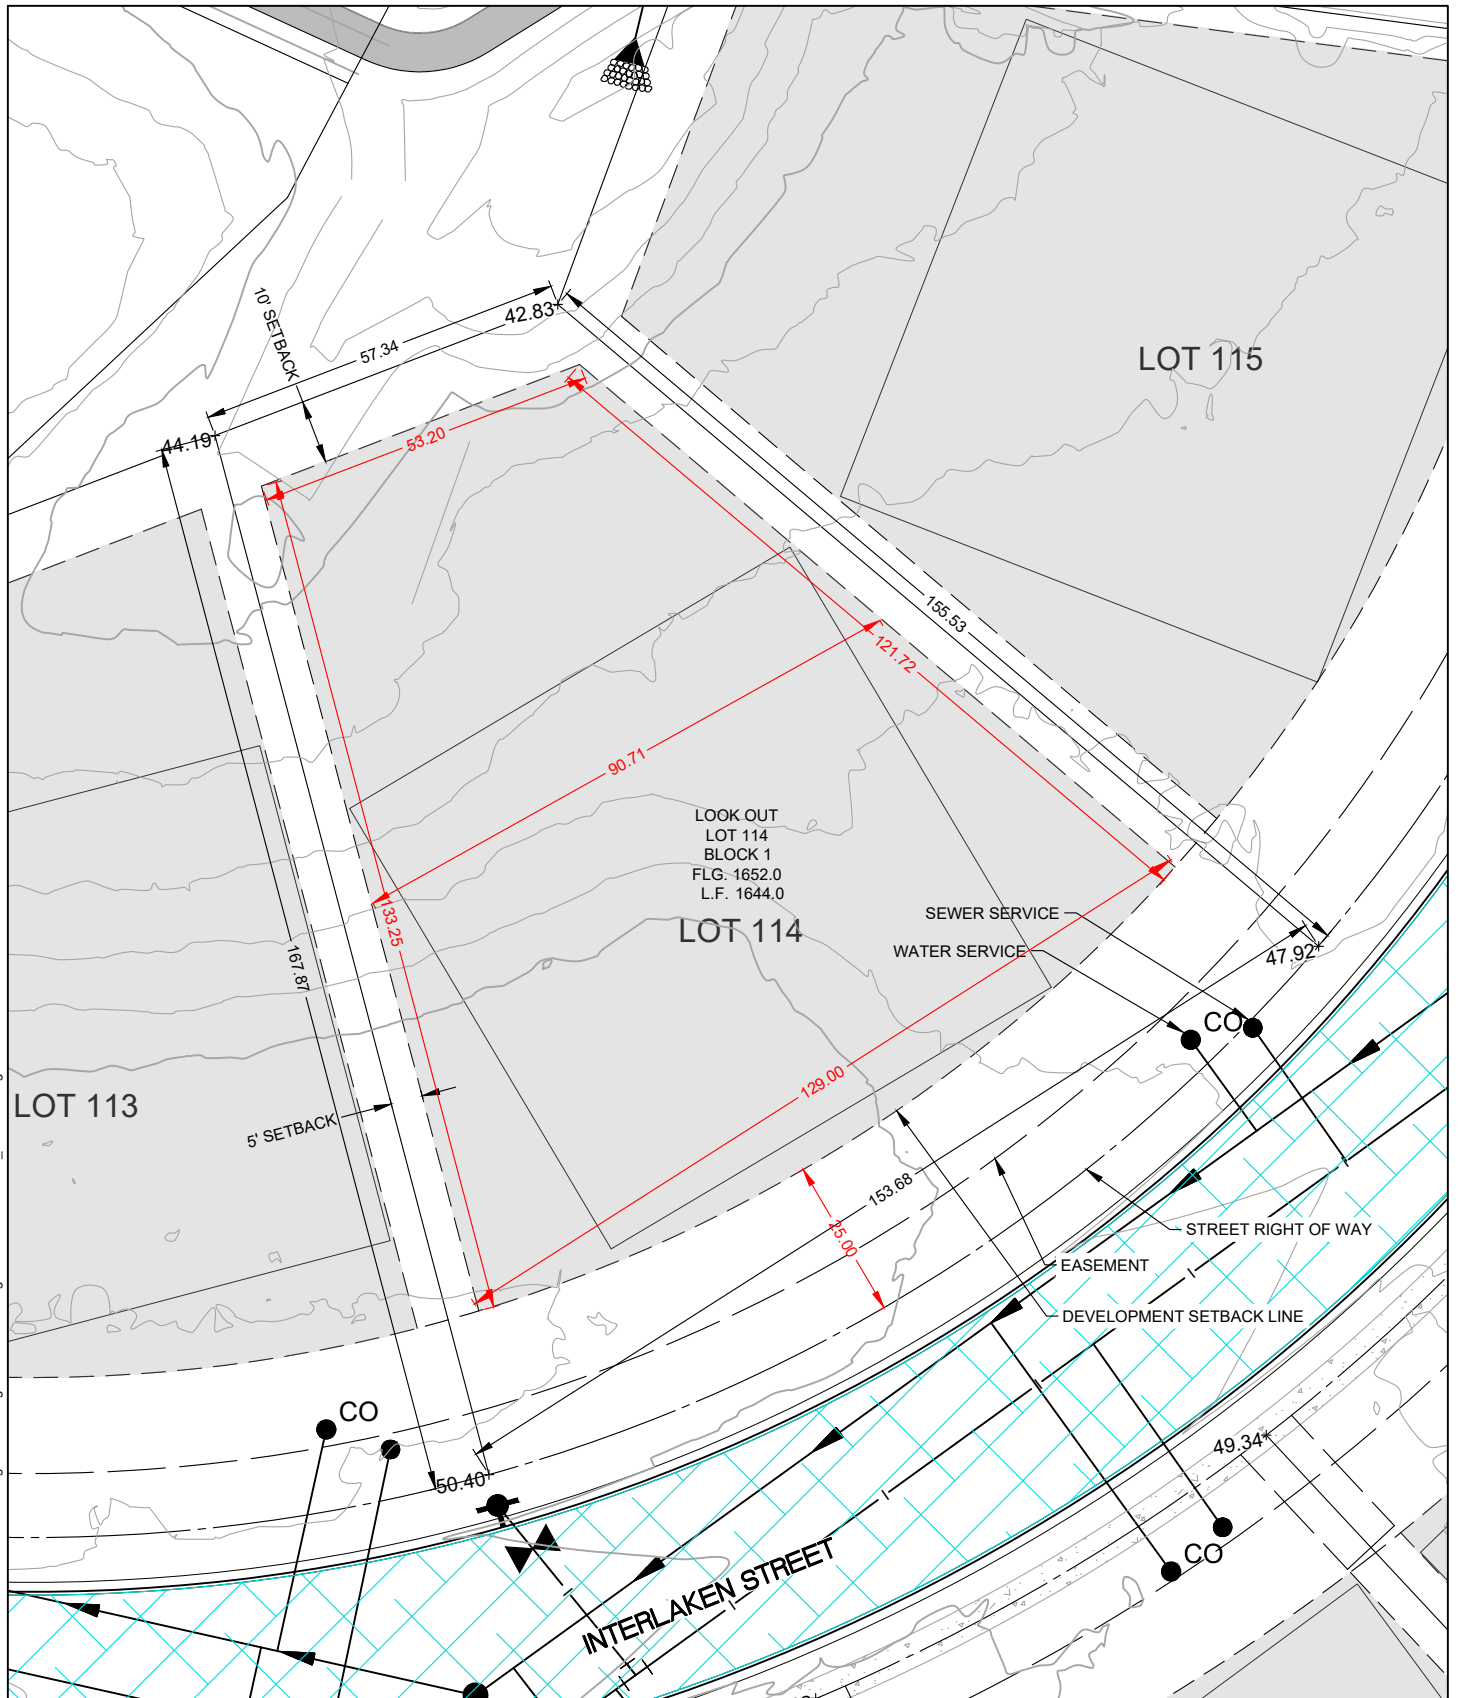 10' SETBACK
42.83
57.34
LOT 115
44.19
53.20
155.53
121.72
90.71
LOOK OUT
LOT 114
BLOCK 1
FLG. 1652.0
L.F. 1644.0
LOT 114
SEWER SERVICE
WATER SERVICE
133.25
167.87
47.92
CO
129.00
LOT 113
5' SETBACK
153.68
25.00
STREET RIGHT OF WAY
EASEMENT
DEVELOPMENT SETBACK LINE
CO
50.40
49.34
CO
INTERLAKEN STREET